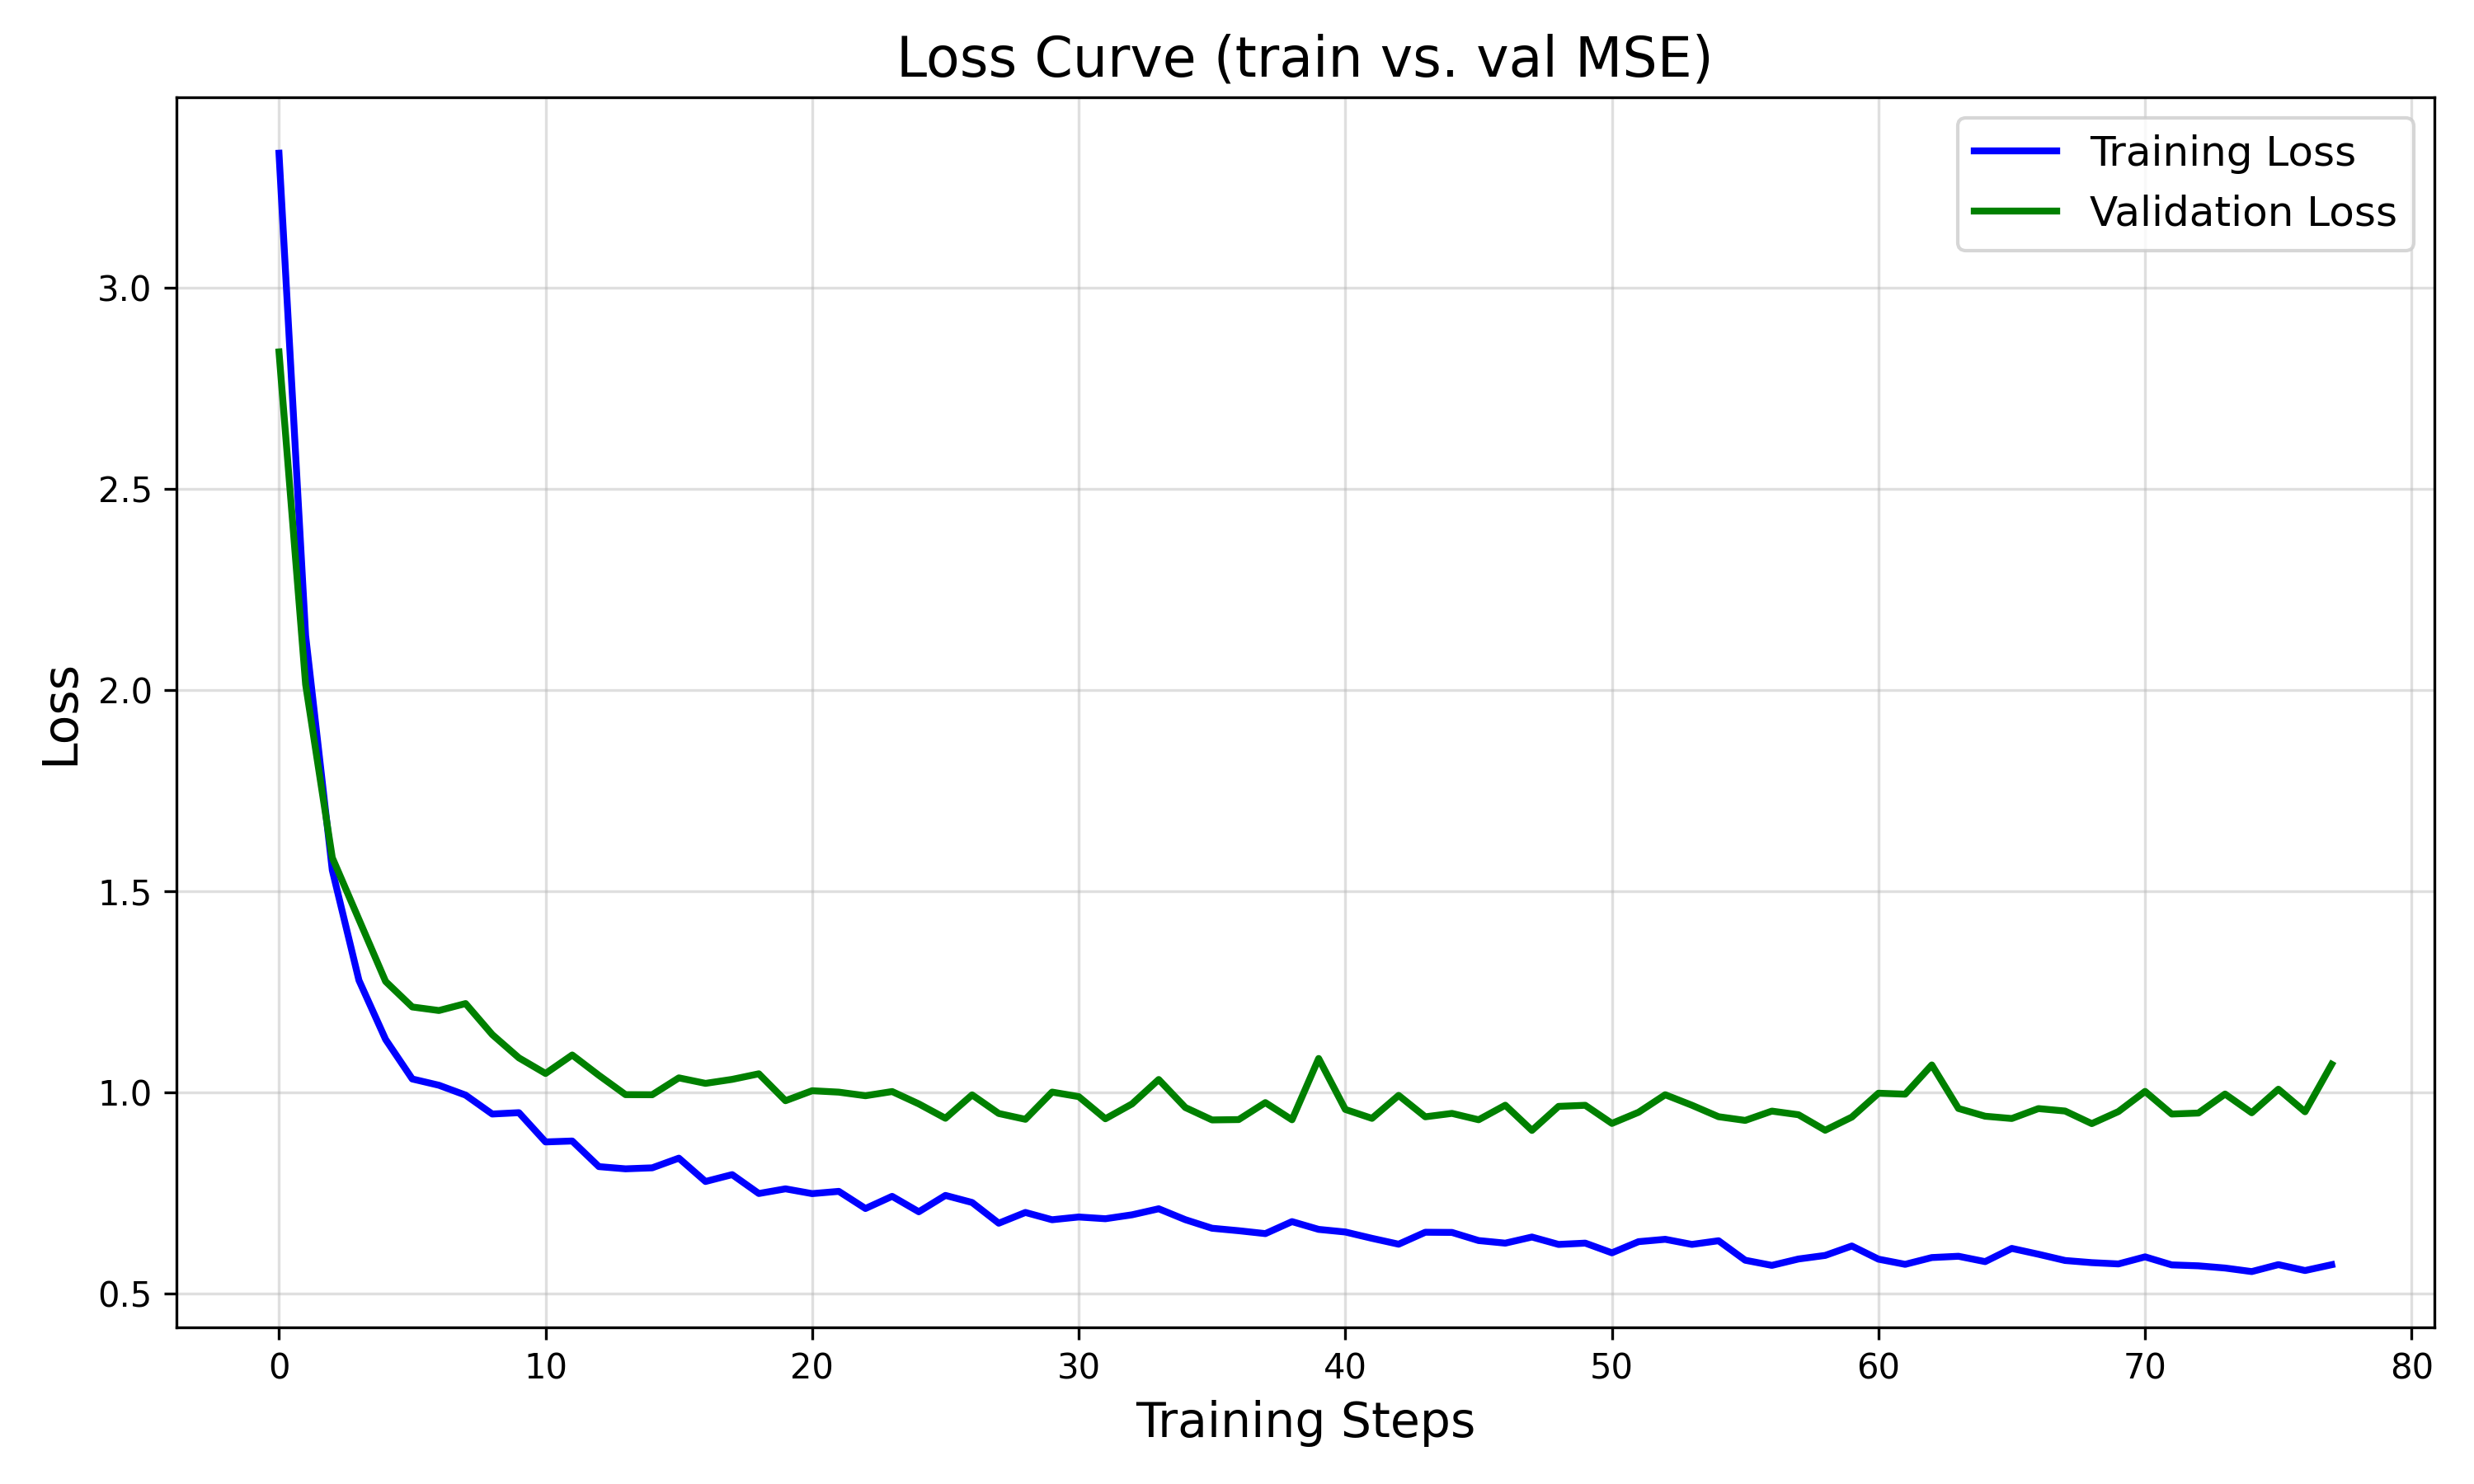 Loss Curve (train vs. val MSE)
Training Loss
Validation Loss
3.0
2.5
2.0
1.5
1.0
0.5
Loss
0 10 20 30 40 50 60 70 80
Training Steps